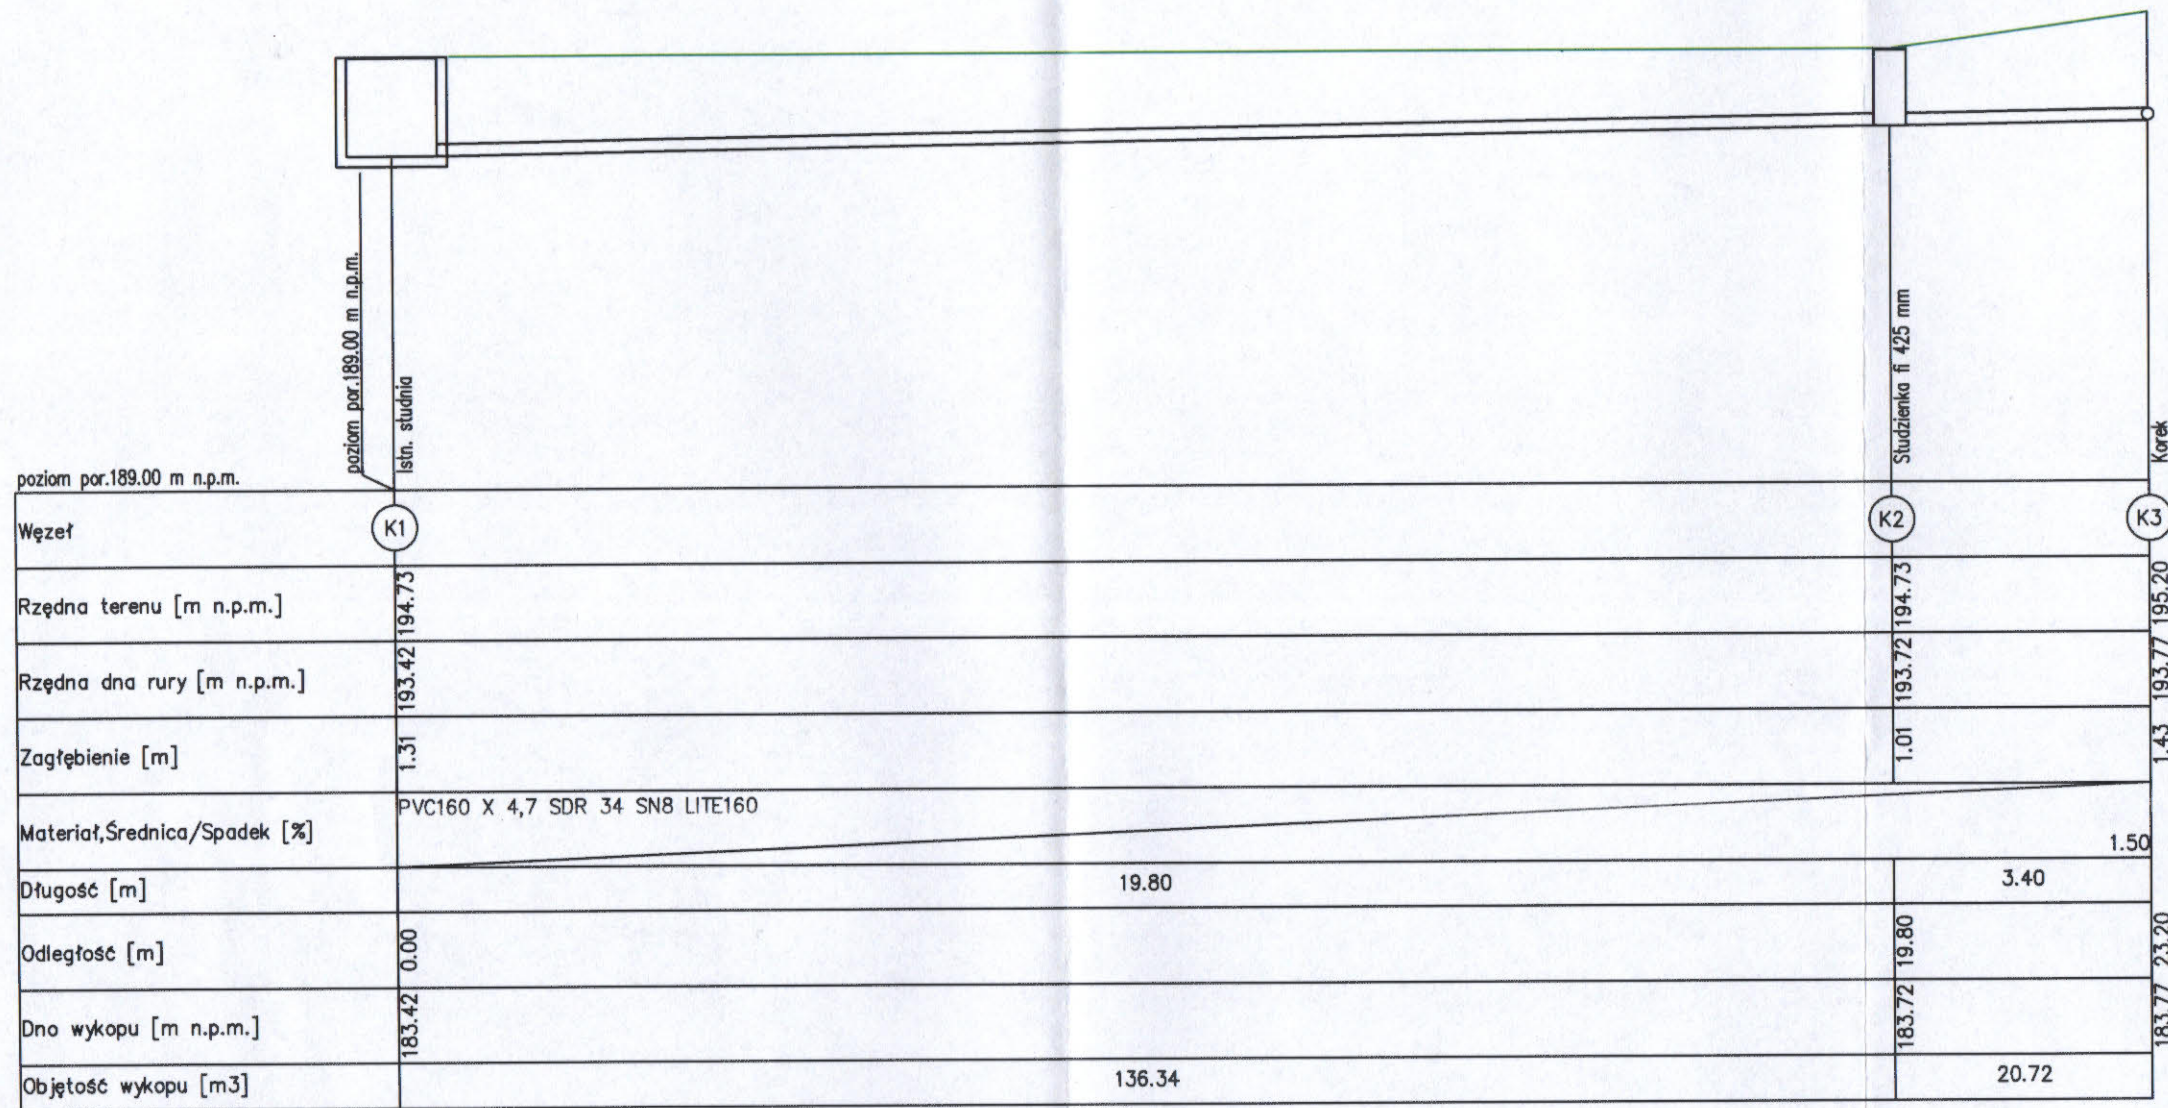 poziom por.189.00 m n.p.m.
Istn. studnia
Studzienka fi 425 mm
Korek
poziom por.189.00 m n.p.m.
Węzeł K1 K2 K3
Rzędna terenu [m n.p.m.] 194.73 194.73 195.20
Rzędna dna rury [m n.p.m.] 193.42 193.72 193.77
Zagłębienie [m] 1.31 1.01 1.43
PVC160 X 4,7 SDR 34 SN8 LITE160
Materiał,Średnica/Spadek [%] 1.50
Długość [m] 19.80 3.40
Odległość [m] 0.00 19.80 23.20
Dno wykopu [m n.p.m.] 183.42 183.72 183.77
Objętość wykopu [m3] 136.34 20.72